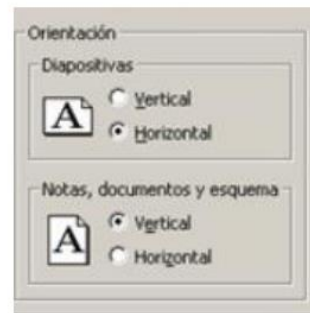 Orientación
Diapositivas
A
Vertical
Horizontal
Notas, documentos y esquema
A
Vertical
Horizontal